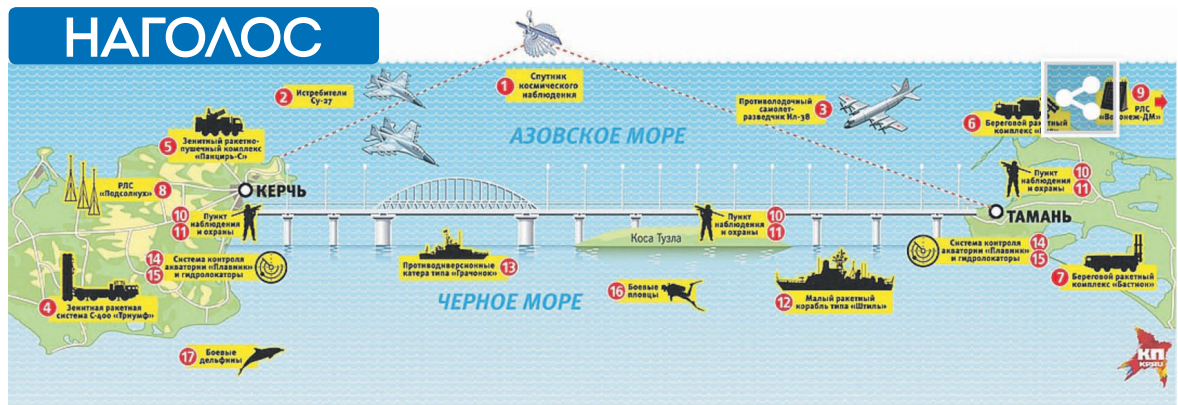 НАГОЛОС
1
Спутник
космического
наблюдения
2
Истребители
Су-27
Противолодочный
самолет-
разведчик Ил-38
3
9
РЛС
«Воронеж-ДМ»
6
Береговой ракетный
комплекс
АЗОВСКОЕ МОРЕ
5
Зенитный ракетно-
пушечный комплекс
«Панцирь-С»
РЛС
«Подсолнух»
8
КЕРЧЬ
10
11
Пункт
наблюдения
и охраны
Пункт
наблюдения
и охраны
10
11
Пункт
наблюдения
и охраны
10
11
ТАМАНЬ
Коса Тузла
14
15
Система контроля
акватории «Плавник»
и гидролокаторы
Противодиверсионные
катера типа «Грачонок»
13
Система контроля
акватории «Плавник»
и гидролокаторы
14
15
4
Зенитная ракетная
система С-400 «Триумф»
ЧЕРНОЕ МОРЕ
16
Боевые
пловцы
12
Малый ракетный
корабль типа «Штиль»
7
Береговой ракетный
комплекс «Бастион»
17
Боевые
дельфины
КП
KP.RU